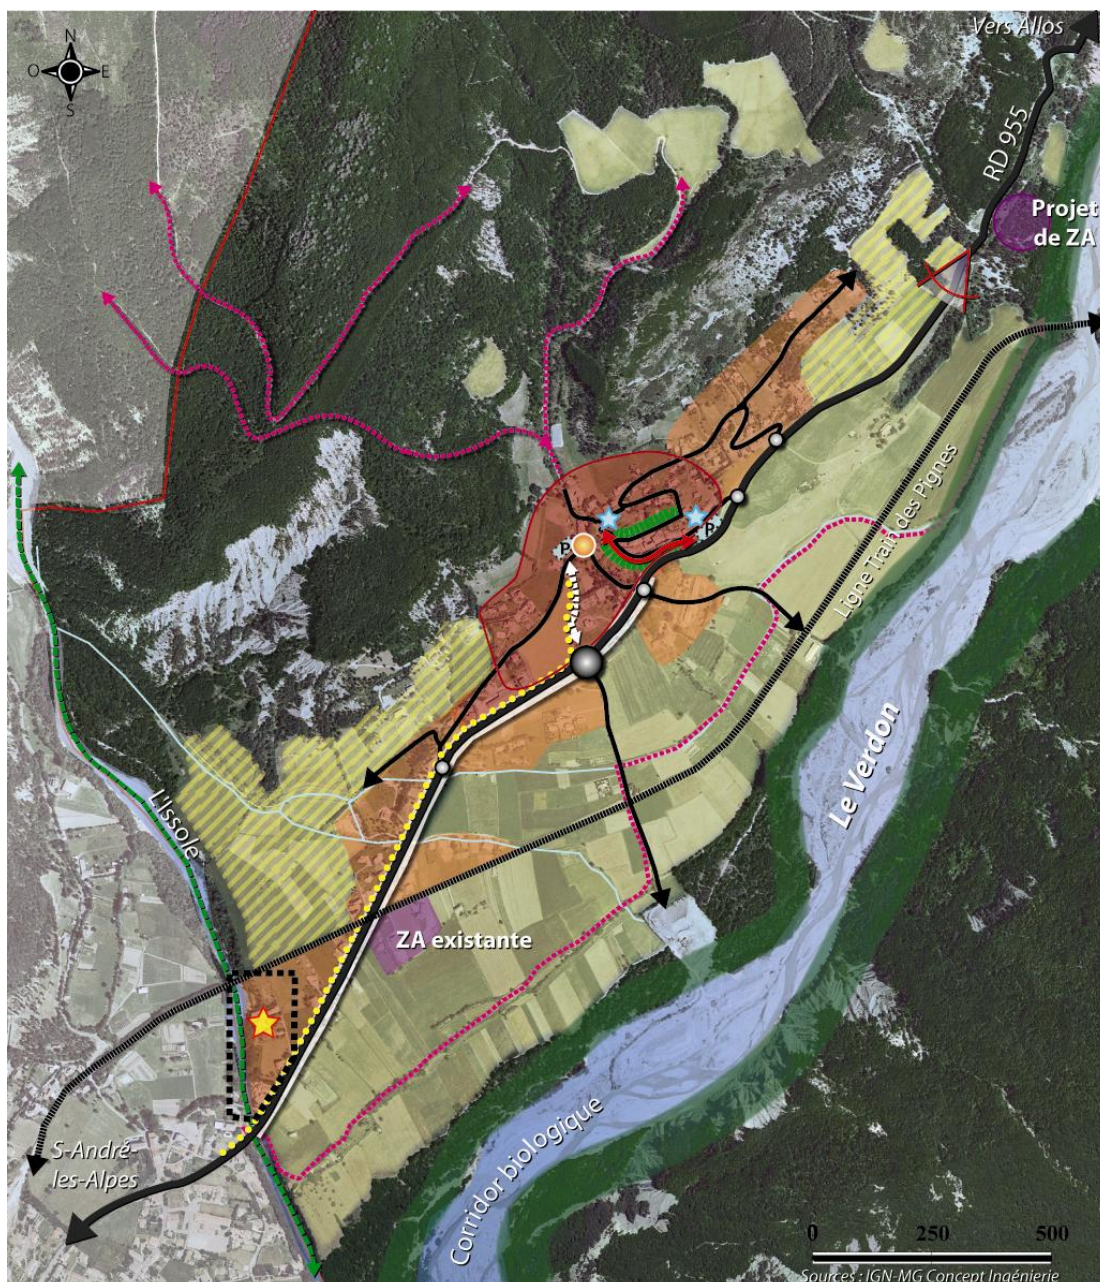 Vers Allos
N
O
E
S
RD 955
Projet
de ZA
Ligne Train des Pignes
P
P
Le Verdon
L'Issole
ZA existante
S-André-
les-Alpes
Corridor biologique
0 250 500
Sources : IGN-MG Concept Ingénierie